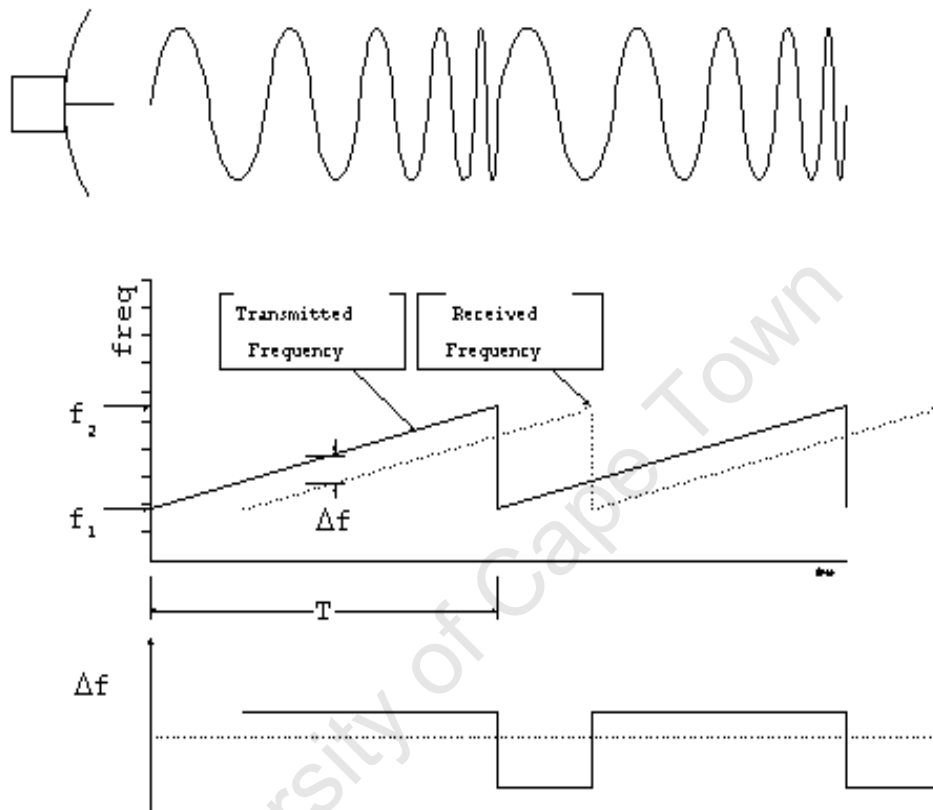 freq
Transmitted
Frequency
Received
Frequency
f₂
f₁
Δf
T
Δf
University of Cape Town